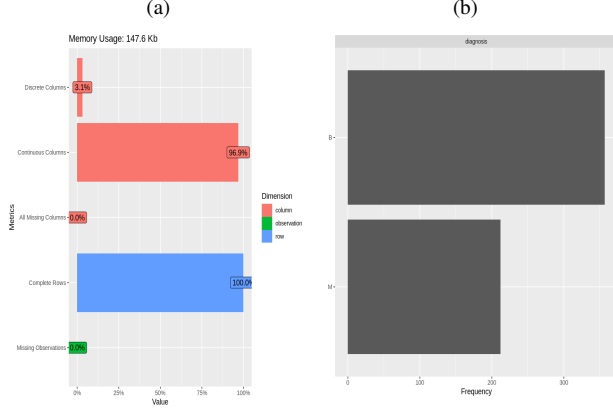 (a)
(b)
Memory Usage: 147.6 Kb
Discrete Columns
3.1%
Continuous Columns
96.9%
All Missing Columns
0.0%
Complete Rows
100.0%
Missing Observations
0.0%
Metrics
0%
25%
50%
75%
100%
Value
Dimension
column
observation
row
diagnosis
B
M
0
100
200
300
Frequency